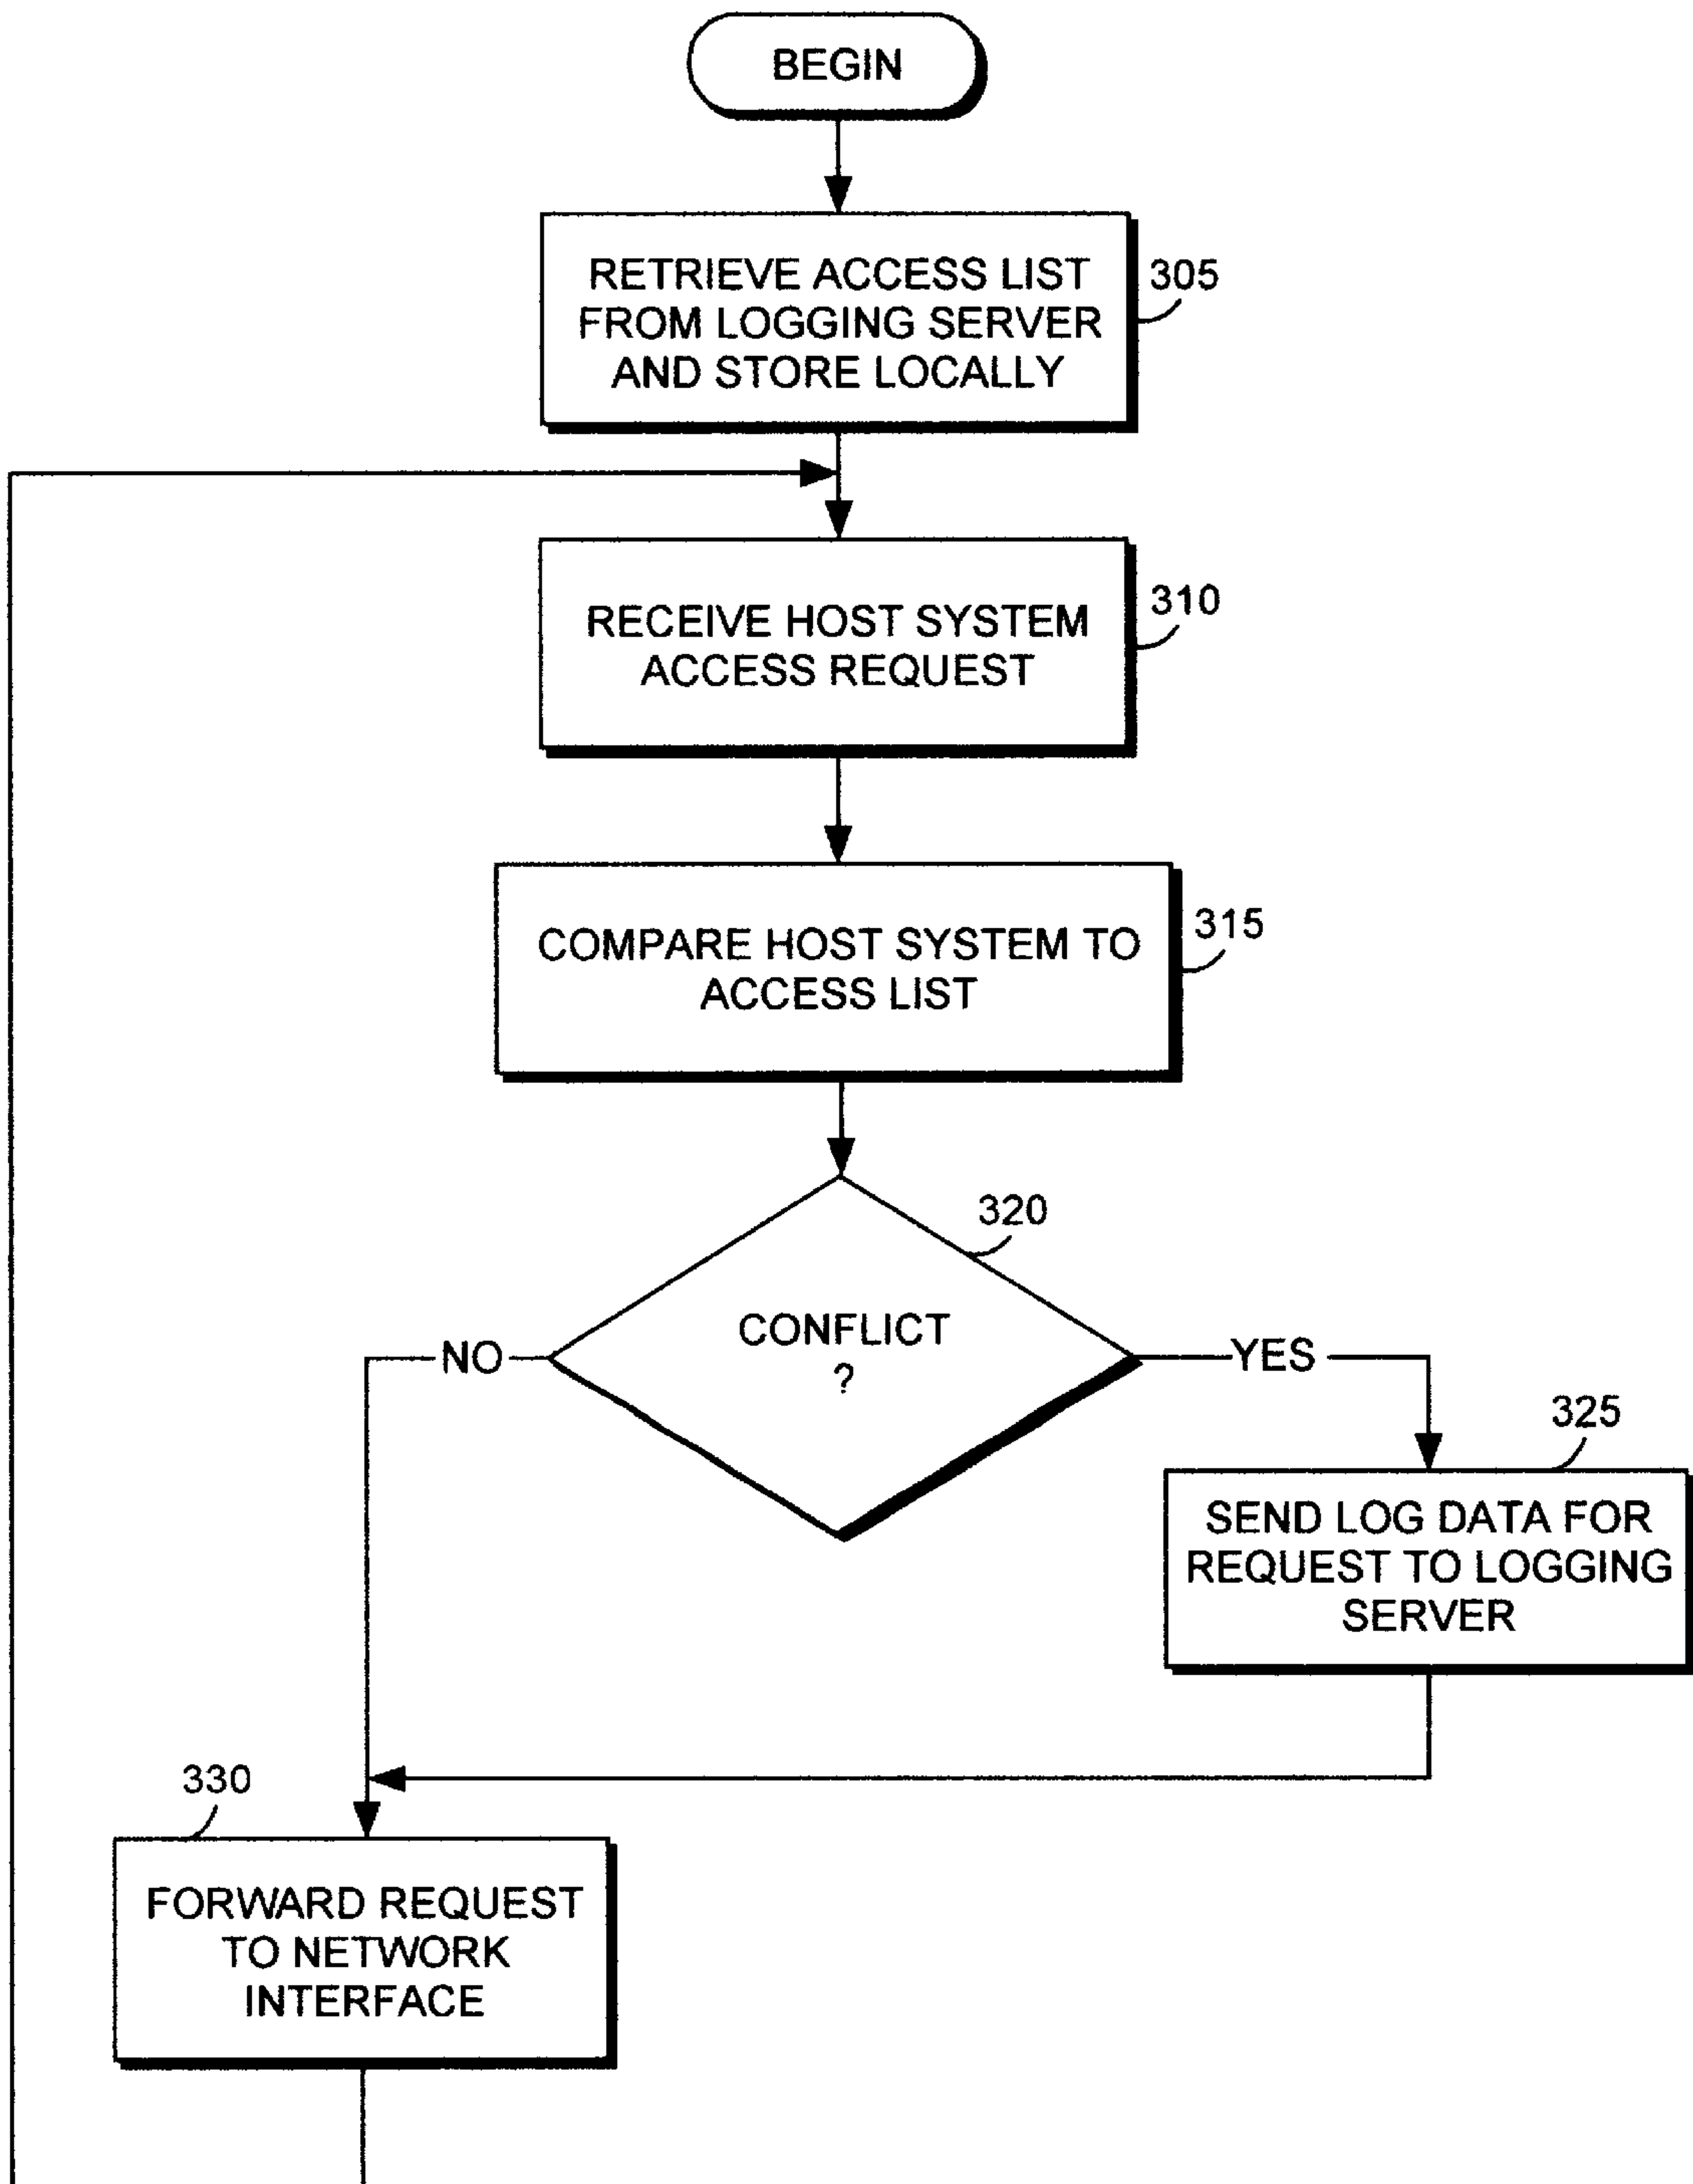 BEGIN
RETRIEVE ACCESS LIST
FROM LOGGING SERVER
AND STORE LOCALLY
305
RECEIVE HOST SYSTEM
ACCESS REQUEST
310
COMPARE HOST SYSTEM TO
ACCESS LIST
315
320
CONFLICT
?
NO
YES
325
SEND LOG DATA FOR
REQUEST TO LOGGING
SERVER
330
FORWARD REQUEST
TO NETWORK
INTERFACE